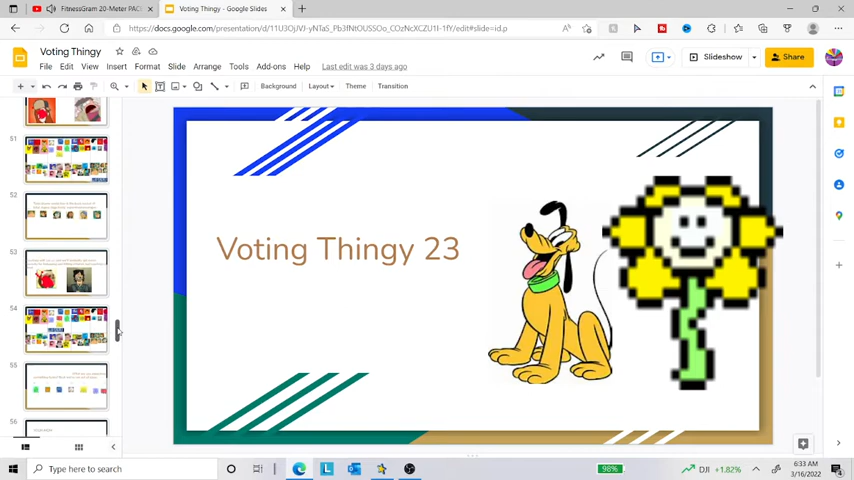 FitnessGram 20-Meter PAC
Voting Thingy - Google Slides
https://docs.google.com/presentation/d/11U3OjJVJ-yNTaS_Pb3fNtOUSSOo_COzNcXCZU1I-1fY/edit#slide=id.p
Voting Thingy
File Edit View Insert Format Slide Arrange Tools Add-ons Help Last edit was 3 days ago
Slideshow
Share
Background Layout Theme Transition
51
52
53
54
55
56
Voting Thingy 23
Type here to search
98%
DJI +1.82%
6:33 AM
3/16/2022